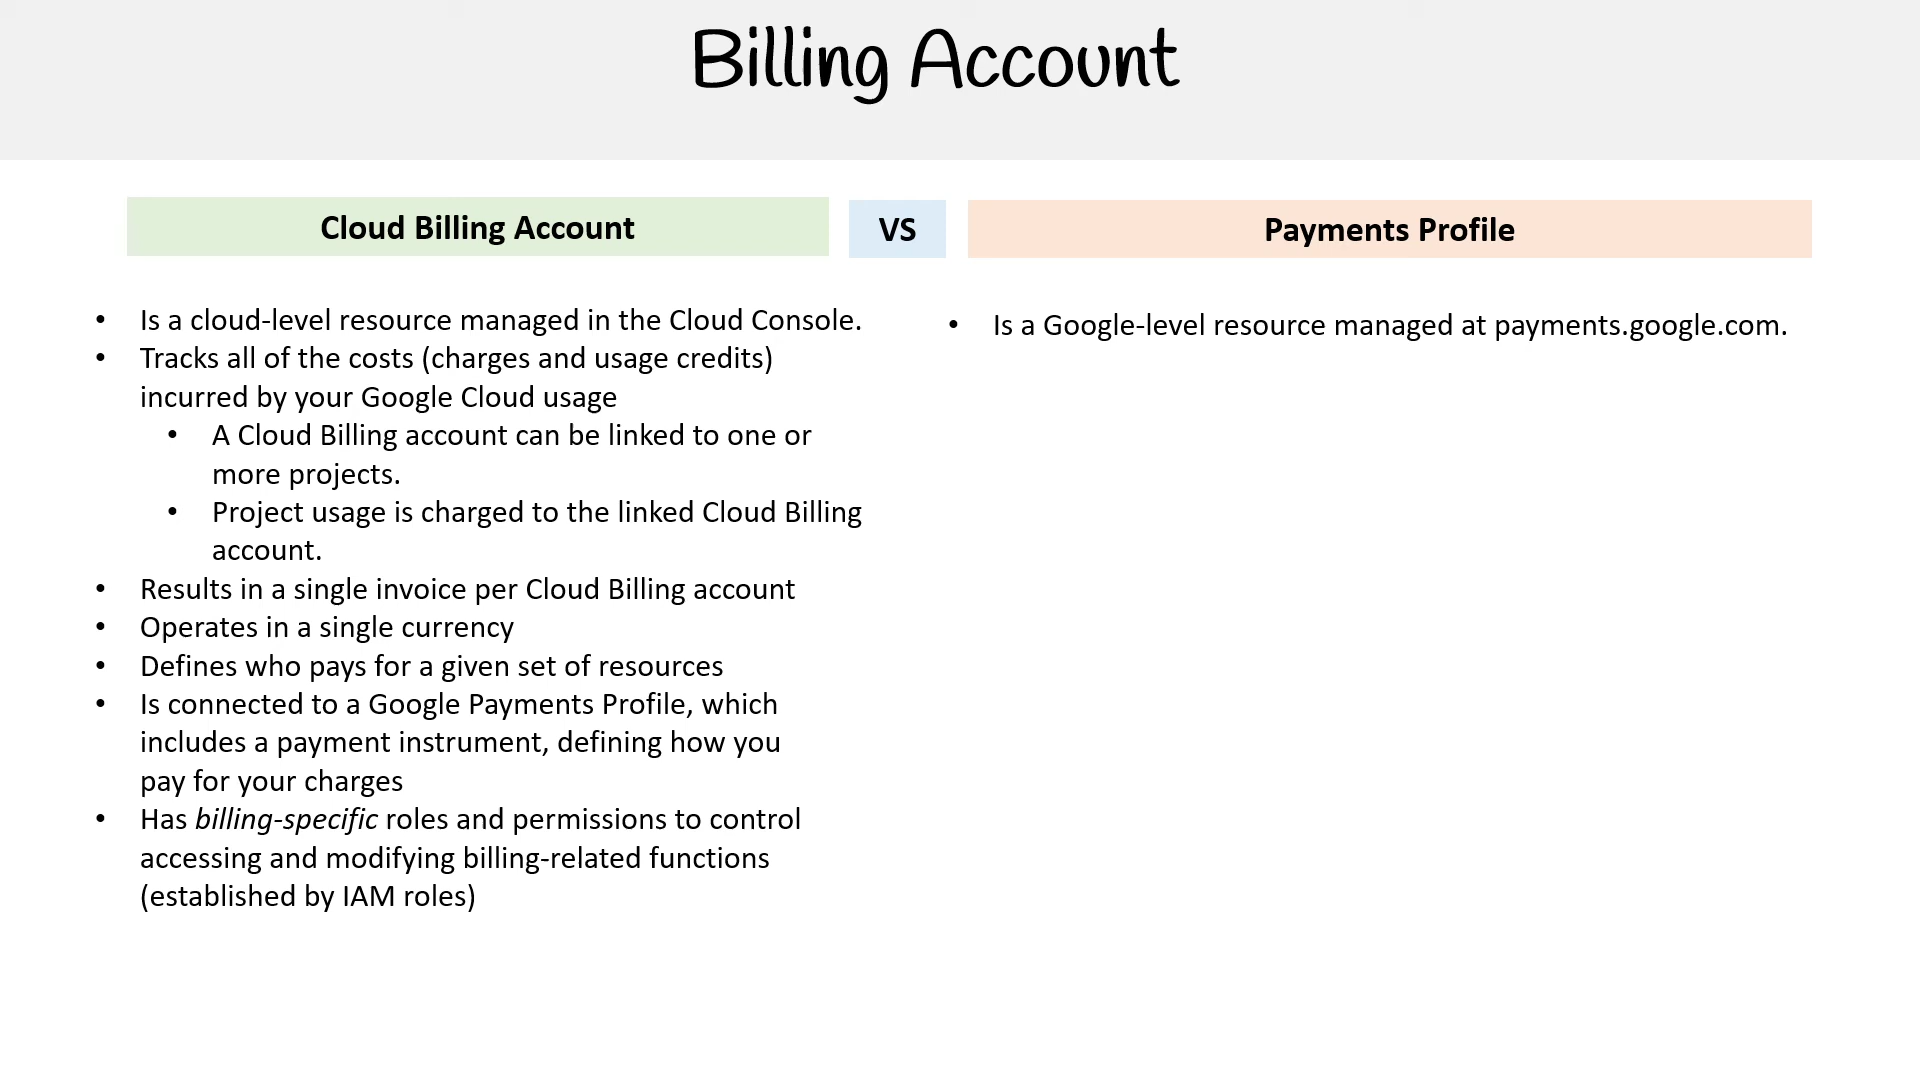 Billing Account
Cloud Billing Account
VS
Payments Profile
• Is a cloud-level resource managed in the Cloud Console.
• Tracks all of the costs (charges and usage credits)
incurred by your Google Cloud usage
• A Cloud Billing account can be linked to one or
more projects.
• Project usage is charged to the linked Cloud Billing
account.
• Results in a single invoice per Cloud Billing account
• Operates in a single currency
• Defines who pays for a given set of resources
• Is connected to a Google Payments Profile, which
includes a payment instrument, defining how you
pay for your charges
• Has billing-specific roles and permissions to control
accessing and modifying billing-related functions
(established by IAM roles)
• Is a Google-level resource managed at payments.google.com.